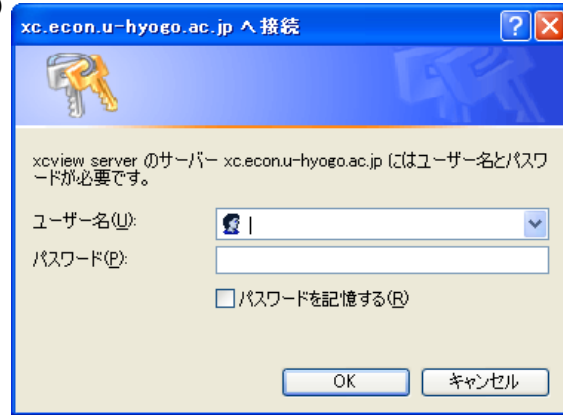 xc.econ.u-hyogo.ac.jp へ接続
xcview server のサーバー xc.econ.u-hyogo.ac.jp にはユーザー名とパスワ
ードが必要です。
ユーザー名(U):
パスワード(P):
パスワードを記憶する(R)
OK キャンセル